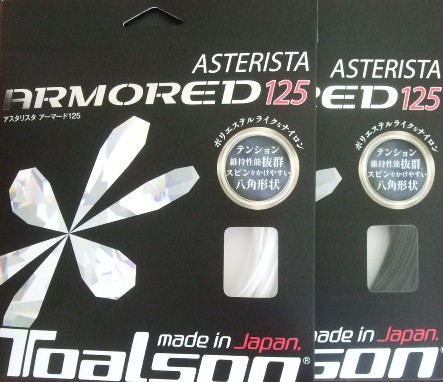 ASTERISTA
ARMORED 125
アスタリスタ アーマード125
ポリエステルライクなナイロン
テンション
維持性能抜群
スピンをかけやすい
八角形状
made in Japan.
Toalson®
ASTERISTA
RED 125
ポリエステルライクなナイロン
テンション
維持性能抜群
スピンをかけやすい
八角形状
made in Japan.
son®